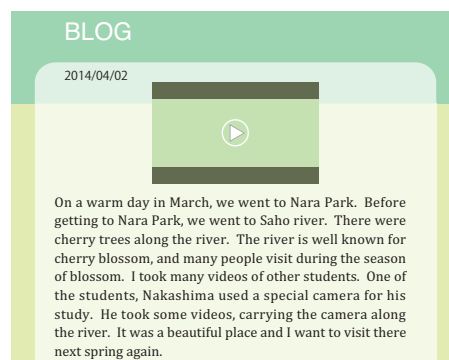 BLOG
2014/04/02
On a warm day in March, we went to Nara Park. Before
getting to Nara Park, we went to Saho river. There were
cherry trees along the river. The river is well known for
cherry blossom, and many people visit during the season
of blossom. I took many videos of other students. One of
the students, Nakashima used a special camera for his
study. He took some videos, carrying the camera along
the river. It was a beautiful place and I want to visit there
next spring again.